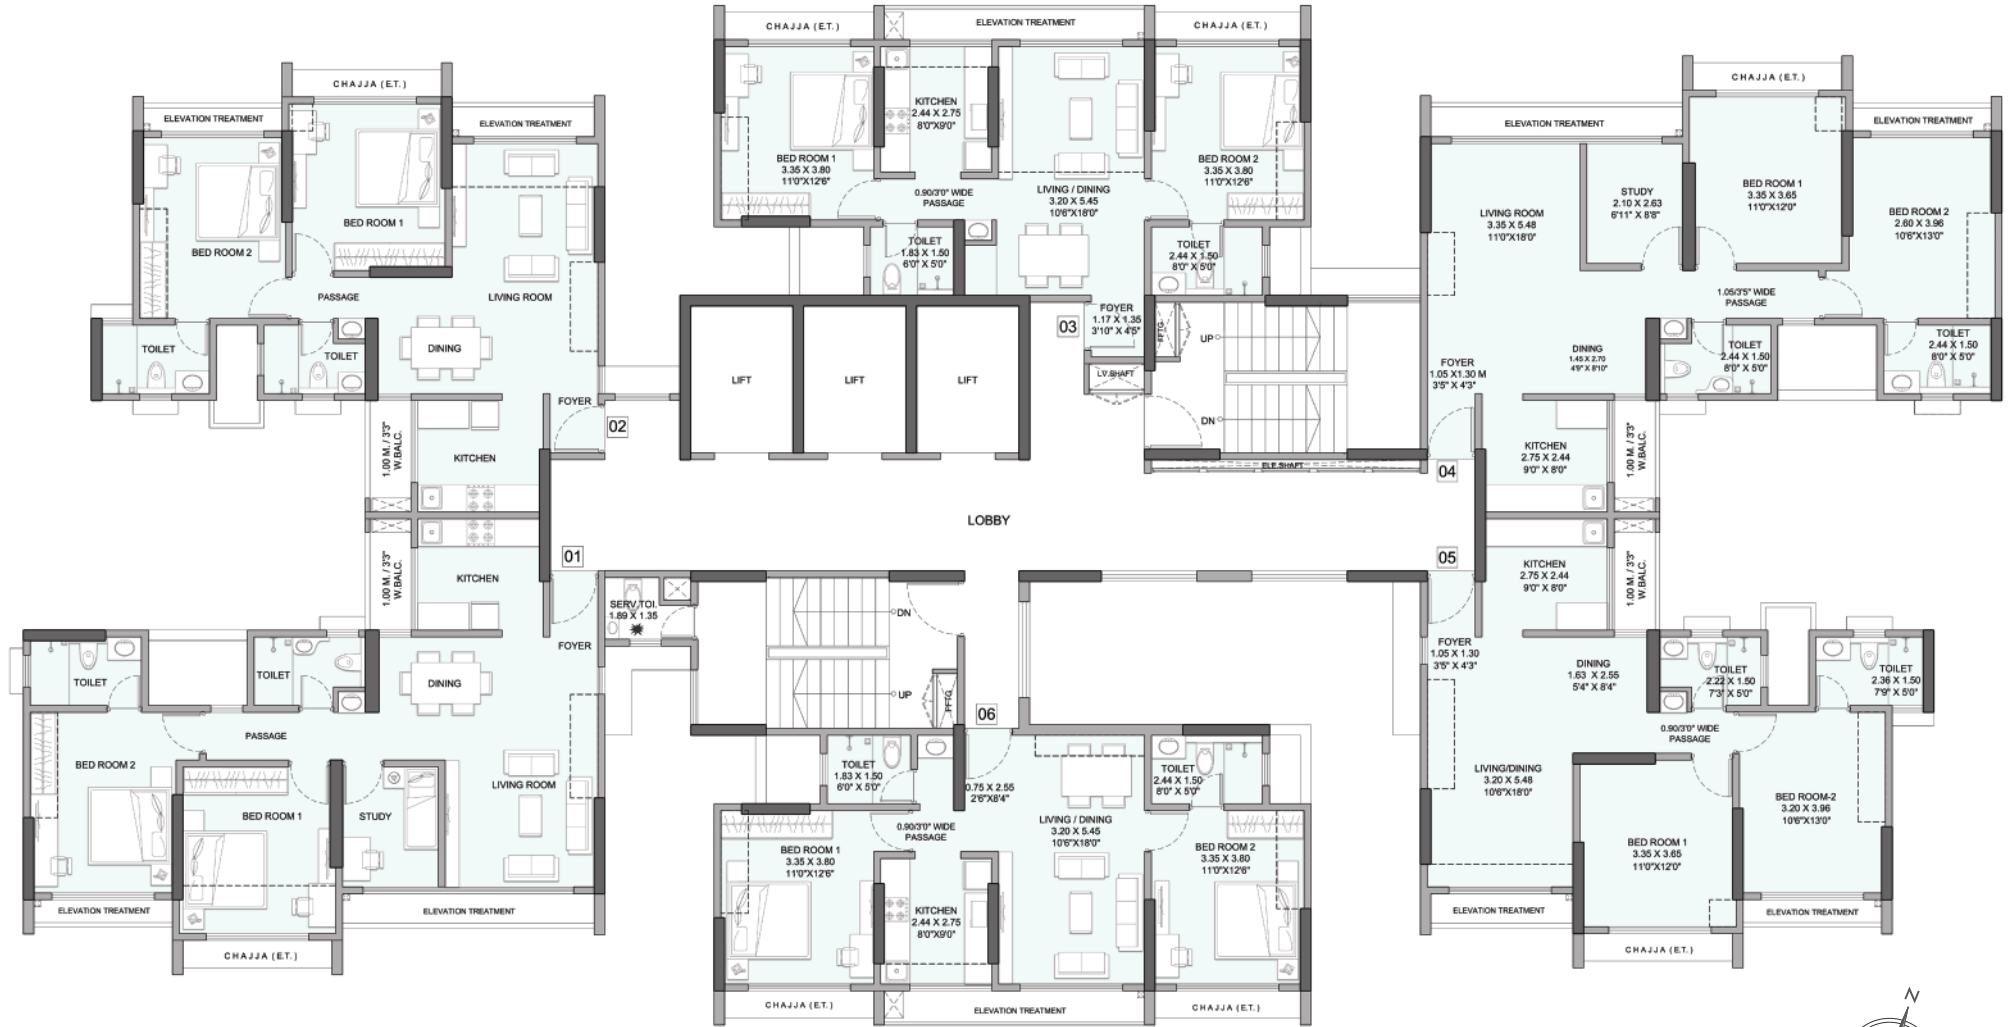 CHAJJA (E.T.)
ELEVATION TREATMENT
CHAJJA (E.T.)
KITCHEN
2.44 X 2.75
8'0"X9'0"
BED ROOM 1
3.35 X 3.80
11'0"X12'6"
BED ROOM 2
3.35 X 3.80
11'0"X12'6"
0.90/3'0" WIDE
PASSAGE
LIVING / DINING
3.20 X 5.45
10'6"X18'0"
TOILET
1.83 X 1.50
6'0" X 5'0"
TOILET
2.44 X 1.50
8'0" X 5'0"
FOYER
1.17 X 1.35
3'10" X 4'5"
03
FFTG
LV.SHAFT
UP
DN
ELE.SHAFT
LIFT
LIFT
LIFT
CHAJJA (E.T.)
ELEVATION TREATMENT
ELEVATION TREATMENT
BED ROOM 1
BED ROOM 2
LIVING ROOM
PASSAGE
TOILET
TOILET
DINING
FOYER
02
KITCHEN
1.00 M. / 3'3"
W.BALC.
CHAJJA (E.T.)
ELEVATION TREATMENT
ELEVATION TREATMENT
STUDY
2.10 X 2.63
6'11" X 8'8"
BED ROOM 1
3.35 X 3.65
11'0"X12'0"
LIVING ROOM
3.35 X 5.48
11'0"X18'0"
BED ROOM 2
2.60 X 3.96
10'6"X13'0"
1.05/3'5" WIDE
PASSAGE
DINING
1.45 X 2.70
4'9" X 8'10"
TOILET
2.44 X 1.50
8'0" X 5'0"
TOILET
2.44 X 1.50
8'0" X 5'0"
FOYER
1.05 X1.30 M
3'5" X 4'3"
KITCHEN
2.75 X 2.44
9'0" X 8'0"
1.00 M. / 3'3"
W.BALC.
04
LOBBY
01
1.00 M. / 3'3"
W.BALC.
KITCHEN
FOYER
SERV.TOI.
1.89 X 1.35
TOILET
TOILET
DINING
PASSAGE
BED ROOM 2
BED ROOM 1
STUDY
LIVING ROOM
ELEVATION TREATMENT
ELEVATION TREATMENT
CHAJJA (E.T.)
DN
UP
FFTG
06
TOILET
1.83 X 1.50
6'0" X 5'0"
0.75 X 2.55
2'6"X8'4"
TOILET
2.44 X 1.50
8'0" X 5'0"
0.90/3'0" WIDE
PASSAGE
LIVING / DINING
3.20 X 5.45
10'6"X18'0"
BED ROOM 1
3.35 X 3.80
11'0"X12'6"
BED ROOM 2
3.35 X 3.80
11'0"X12'6"
KITCHEN
2.44 X 2.75
8'0"X9'0"
CHAJJA (E.T.)
ELEVATION TREATMENT
CHAJJA (E.T.)
05
KITCHEN
2.75 X 2.44
9'0" X 8'0"
1.00 M. / 3'3"
W.BALC.
FOYER
1.05 X 1.30
3'5" X 4'3"
DINING
1.63 X 2.55
5'4" X 8'4"
TOILET
2.22 X 1.50
7'3" X 5'0"
TOILET
2.36 X 1.50
7'9" X 5'0"
0.90/3'0" WIDE
PASSAGE
LIVING/DINING
3.20 X 5.48
10'6"X18'0"
BED ROOM-2
3.20 X 3.96
10'6"X13'0"
BED ROOM 1
3.35 X 3.65
11'0"X12'0"
ELEVATION TREATMENT
ELEVATION TREATMENT
CHAJJA (E.T.)
N